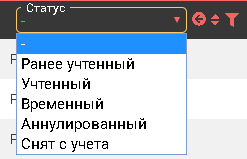 Статус
-
-
Ранее учтенный
Учтенный
Временный
Аннулированный
Снят с учета